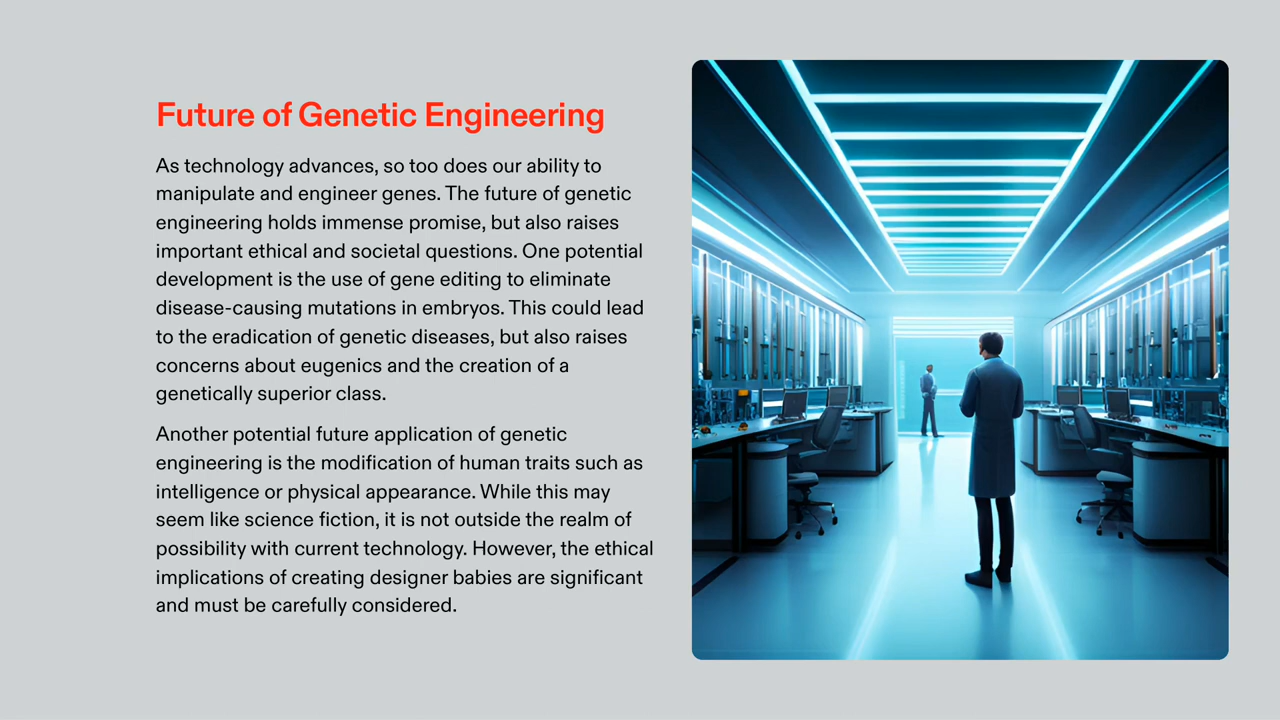 Future of Genetic Engineering
As technology advances, so too does our ability to
manipulate and engineer genes. The future of genetic
engineering holds immense promise, but also raises
important ethical and societal questions. One potential
development is the use of gene editing to eliminate
disease-causing mutations in embryos. This could lead
to the eradication of genetic diseases, but also raises
concerns about eugenics and the creation of a
genetically superior class.
Another potential future application of genetic
engineering is the modification of human traits such as
intelligence or physical appearance. While this may
seem like science fiction, it is not outside the realm of
possibility with current technology. However, the ethical
implications of creating designer babies are significant
and must be carefully considered.